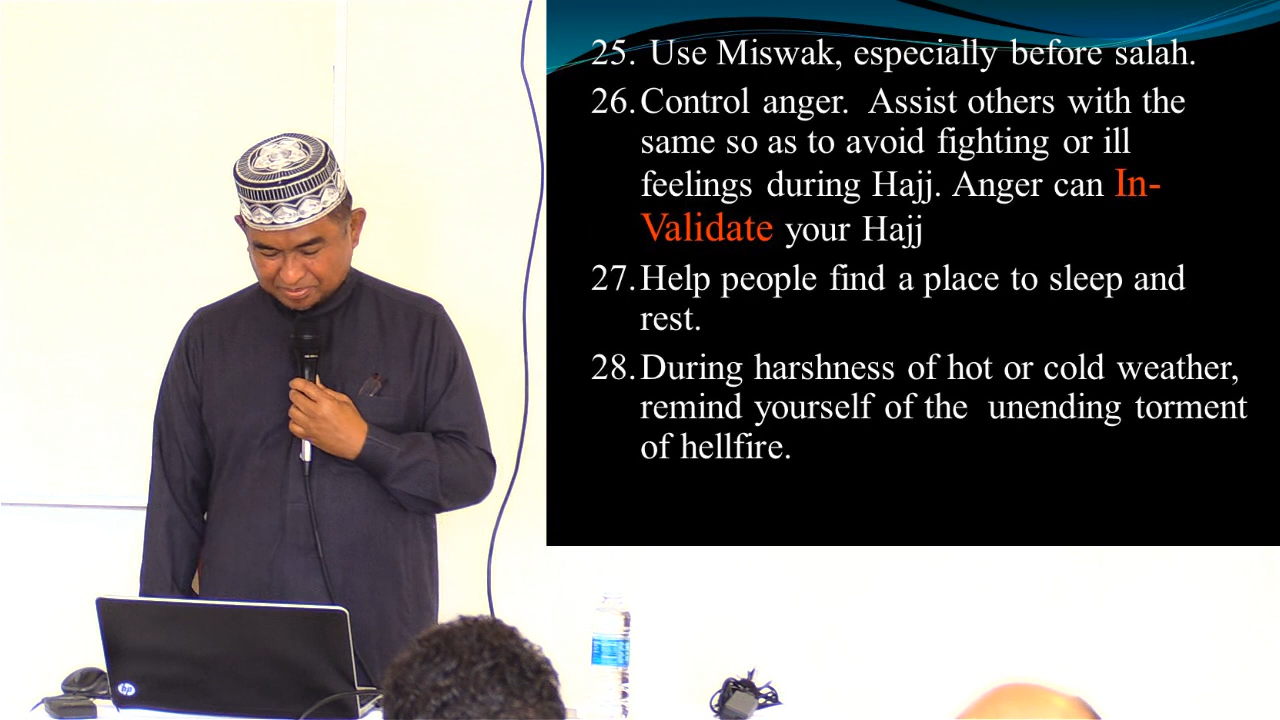 25. Use Miswak, especially before salah.
26. Control anger. Assist others with the
same so as to avoid fighting or ill
feelings during Hajj. Anger can In-
Validate your Hajj
27. Help people find a place to sleep and
rest.
28. During harshness of hot or cold weather,
remind yourself of the unending torment
of hellfire.
hp